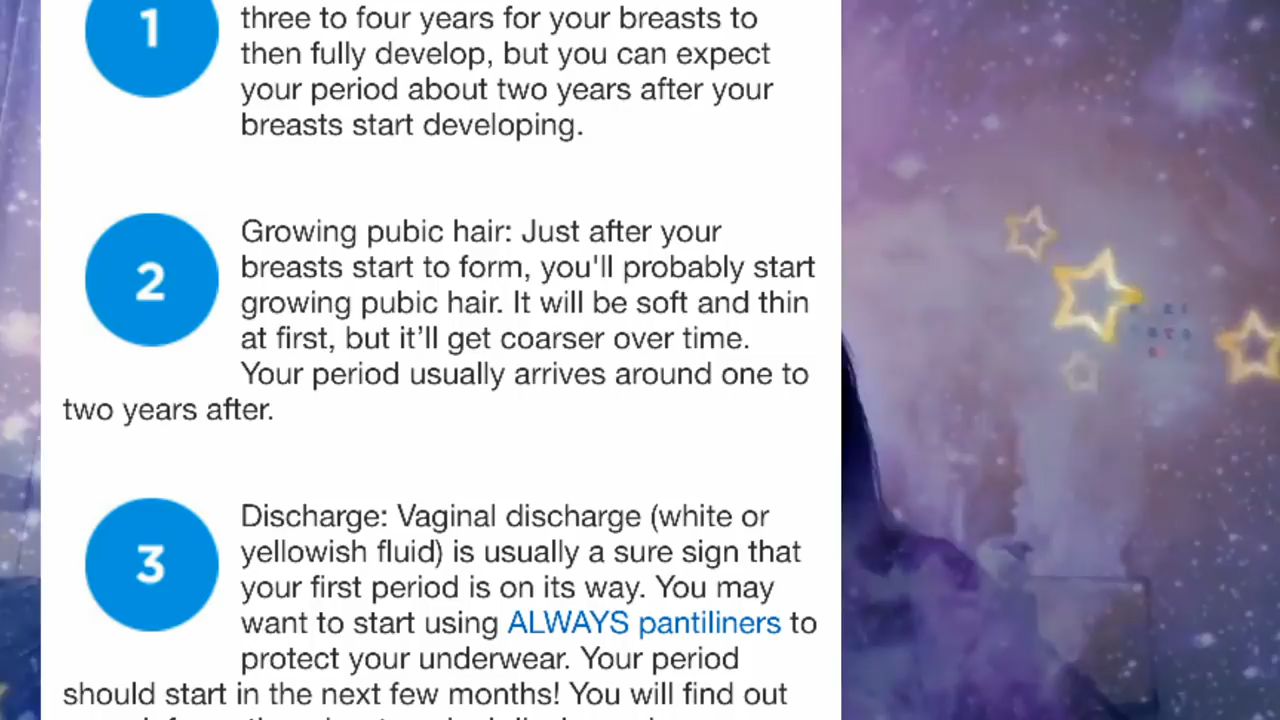 1
three to four years for your breasts to
then fully develop, but you can expect
your period about two years after your
breasts start developing.
2
Growing pubic hair: Just after your
breasts start to form, you'll probably start
growing pubic hair. It will be soft and thin
at first, but it’ll get coarser over time.
Your period usually arrives around one to
two years after.
3
Discharge: Vaginal discharge (white or
yellowish fluid) is usually a sure sign that
your first period is on its way. You may
want to start using ALWAYS pantiliners to
protect your underwear. Your period
should start in the next few months! You will find out